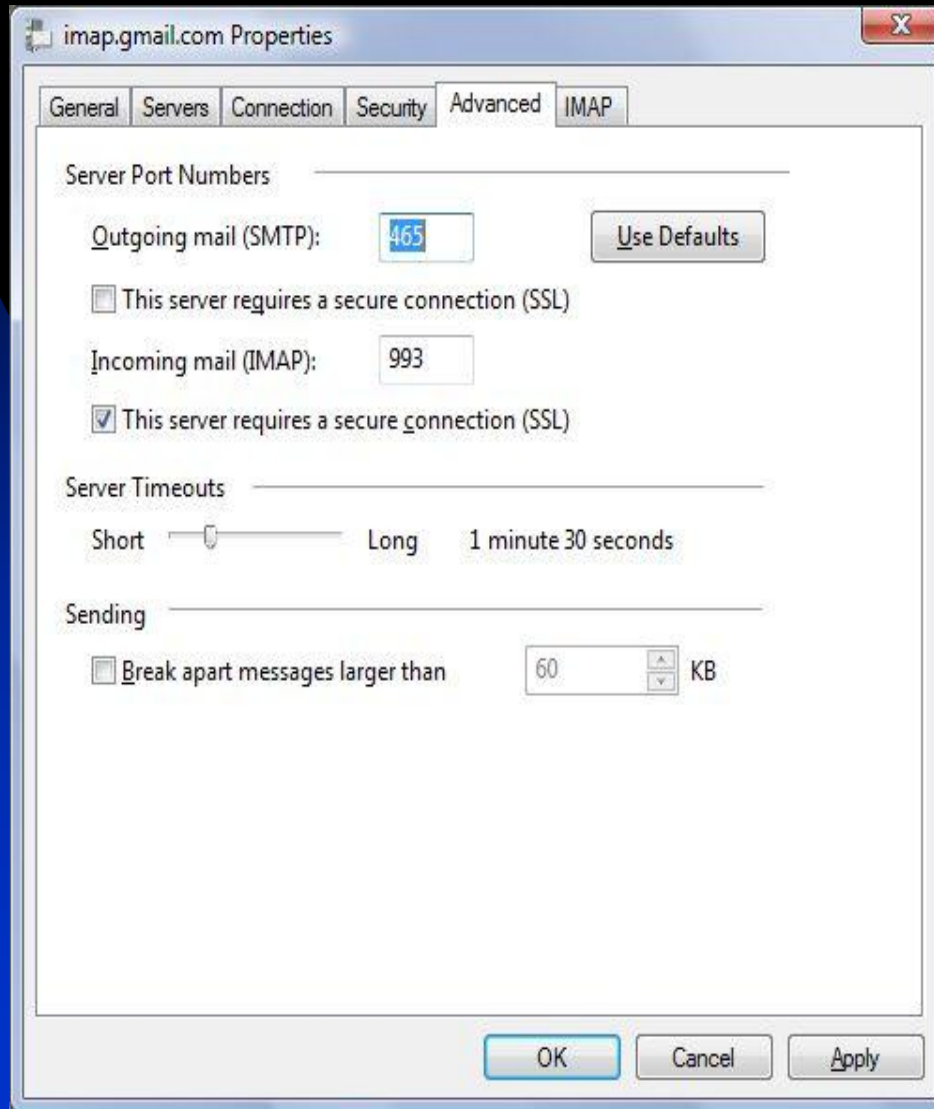 imap.gmail.com Properties
X
General Servers Connection Security Advanced IMAP
Server Port Numbers
Outgoing mail (SMTP): 465 Use Defaults
This server requires a secure connection (SSL)
Incoming mail (IMAP): 993
This server requires a secure connection (SSL)
Server Timeouts
Short Long 1 minute 30 seconds
Sending
Break apart messages larger than 60 KB
OK Cancel Apply